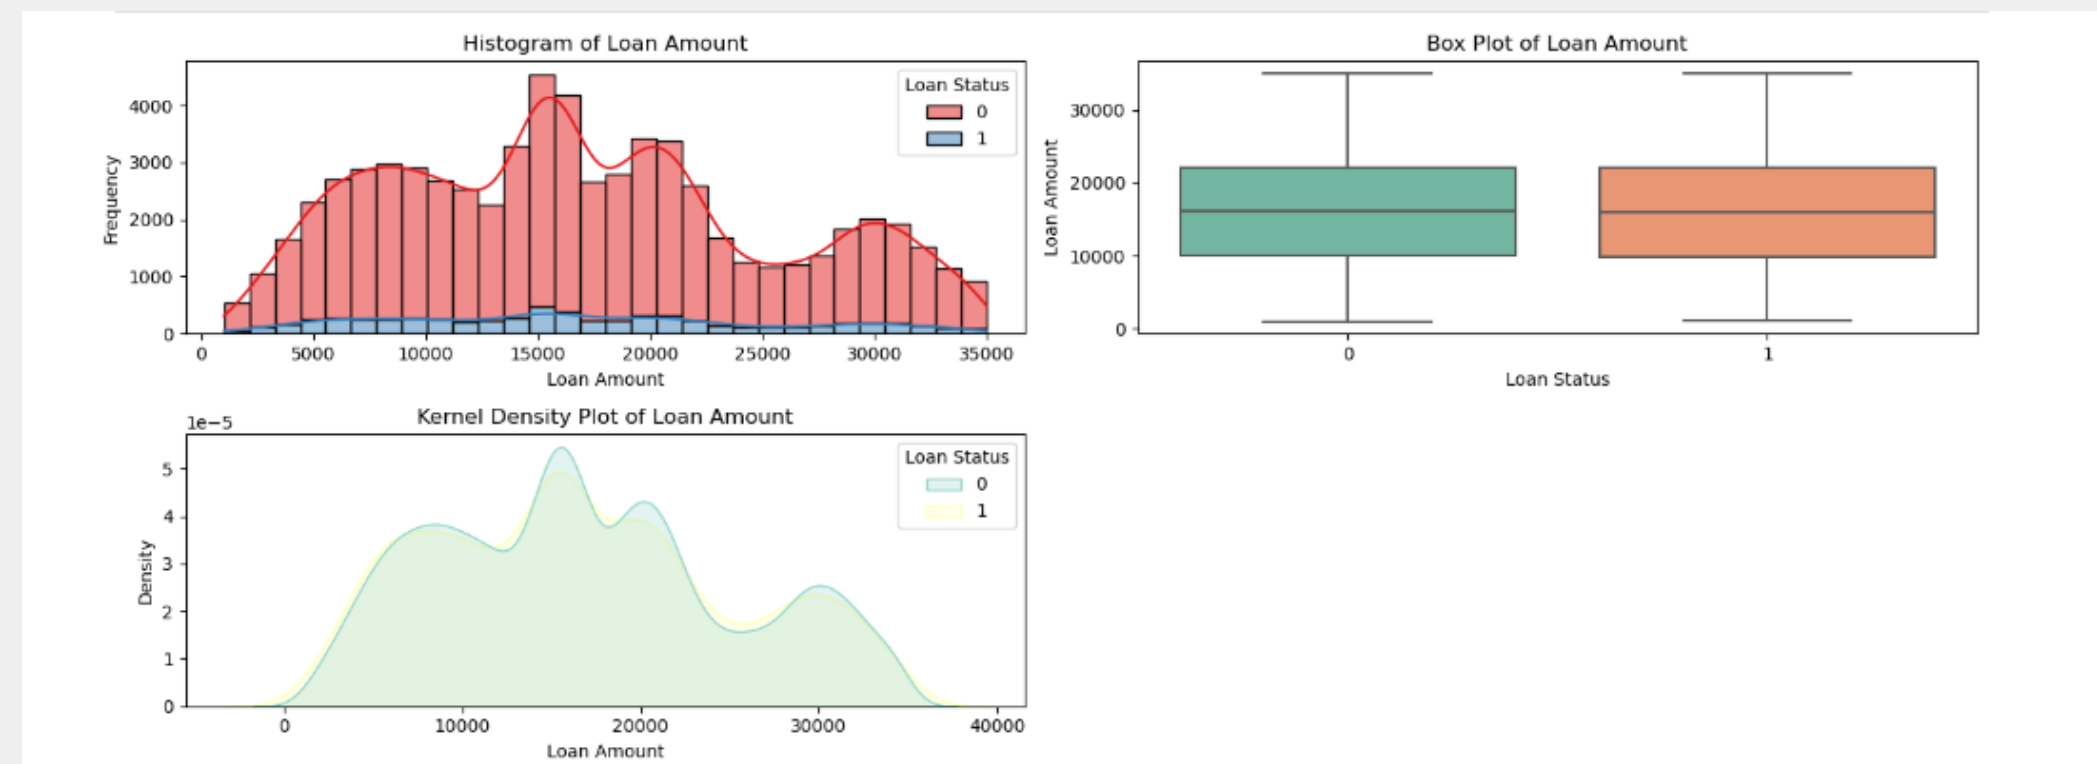 Histogram of Loan Amount
Frequency
4000
3000
2000
1000
0
0 5000 10000 15000 20000 25000 30000 35000
Loan Amount
Loan Status
0
1
Box Plot of Loan Amount
Loan Amount
30000
20000
10000
0
0 1
Loan Status
Kernel Density Plot of Loan Amount
1e−5
Density
5
4
3
2
1
0
0 10000 20000 30000 40000
Loan Amount
Loan Status
0
1